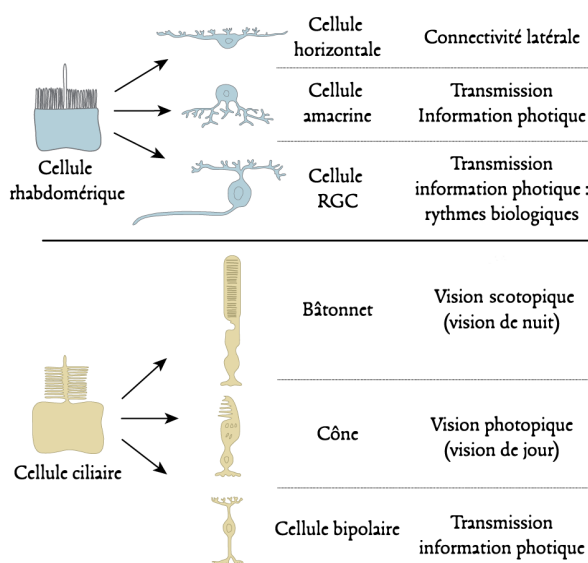 Cellule
horizontale
Connectivité latérale
Cellule
amacrine
Transmission
Information photique
Cellule
rhabdomérique
Cellule
RGC
Transmission
information photique :
rythmes biologiques
Bâtonnet
Vision scotopique
(vision de nuit)
Cellule ciliaire
Cône
Vision photopique
(vision de jour)
Cellule bipolaire
Transmission
information photique